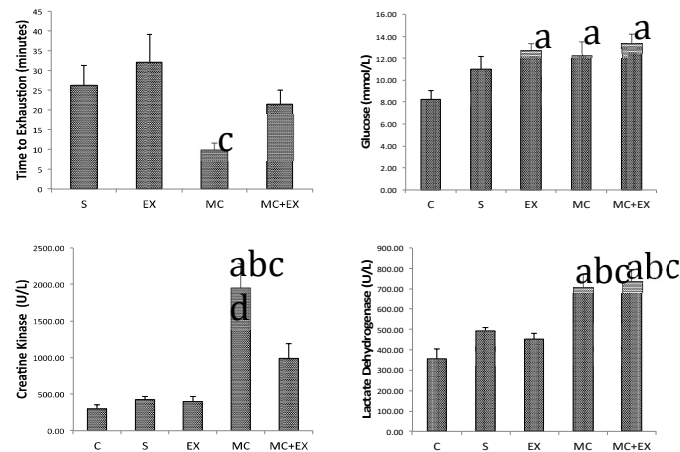 Time to Exhaustion (minutes)
45
40
35
30
25
20
15
10
5
0
c
S EX MC MC+EX
Glucose (mmol/L)
16.00
14.00
12.00
10.00
8.00
6.00
4.00
2.00
0.00
a a a
C S EX MC MC+EX
Creatine Kinase (U/L)
2500.00
2000.00
1500.00
1000.00
500.00
0.00
abc
d
C S EX MC MC+EX
Lactate Dehydrogenase (U/L)
900.00
800.00
700.00
600.00
500.00
400.00
300.00
200.00
100.00
0.00
abc abc
C S EX MC MC+EX